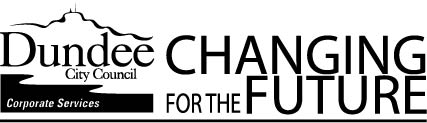 Dundee
City Council
Corporate Services
CHANGING
FOR THE FUTURE